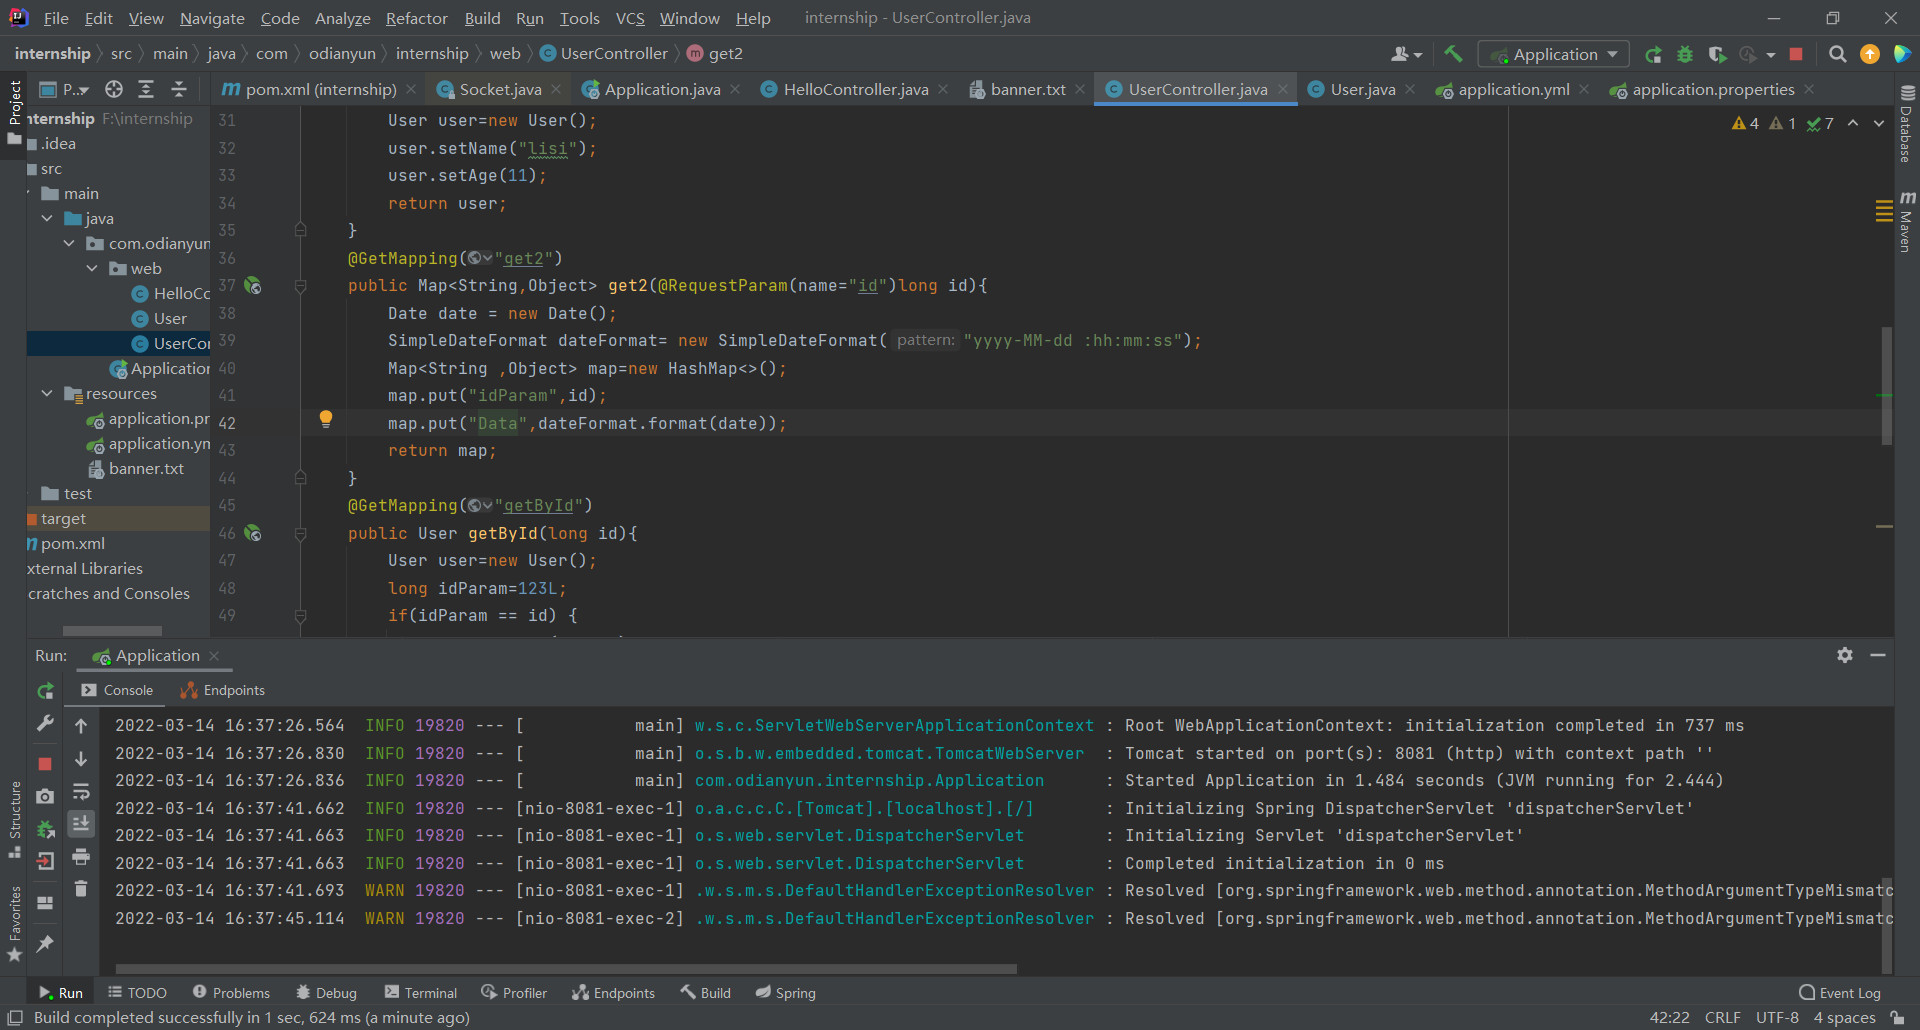 File Edit View Navigate Code Analyze Refactor Build Run Tools VCS Window Help internship - UserController.java
internship src main java com odianyun internship web UserController get2 Application
Project P... pom.xml (internship) Socket.java Application.java HelloController.java banner.txt UserController.java User.java application.yml application.properties Database
nternship F:\internship
.idea
src
main
java
com.odianyun
web
HelloCo
User
UserCon
Application
resources
application.pr
application.ym
banner.txt
test
target
pom.xml
xternal Libraries
cratches and Consoles
4 1 7
Maven
31 User user=new User();
32 user.setName("lisi");
33 user.setAge(11);
34 return user;
35 }
36 @GetMapping("get2")
37 public Map<String,Object> get2(@RequestParam(name="id")long id){
38 Date date = new Date();
39 SimpleDateFormat dateFormat= new SimpleDateFormat( pattern: "yyyy-MM-dd :hh:mm:ss");
40 Map<String ,Object> map=new HashMap<>();
41 map.put("idParam",id);
42 map.put("Data",dateFormat.format(date));
43 return map;
44 }
45 @GetMapping("getById")
46 public User getById(long id){
47 User user=new User();
48 long idParam=123L;
49 if(idParam == id) {
Run: Application
Console Endpoints
2022-03-14 16:37:26.564 INFO 19820 --- [ main] w.s.c.ServletWebServerApplicationContext : Root WebApplicationContext: initialization completed in 737 ms
2022-03-14 16:37:26.830 INFO 19820 --- [ main] o.s.b.w.embedded.tomcat.TomcatWebServer : Tomcat started on port(s): 8081 (http) with context path ''
2022-03-14 16:37:26.836 INFO 19820 --- [ main] com.odianyun.internship.Application : Started Application in 1.484 seconds (JVM running for 2.444)
2022-03-14 16:37:41.662 INFO 19820 --- [nio-8081-exec-1] o.a.c.c.C.[Tomcat].[localhost].[/] : Initializing Spring DispatcherServlet 'dispatcherServlet'
2022-03-14 16:37:41.663 INFO 19820 --- [nio-8081-exec-1] o.s.web.servlet.DispatcherServlet : Initializing Servlet 'dispatcherServlet'
2022-03-14 16:37:41.663 INFO 19820 --- [nio-8081-exec-1] o.s.web.servlet.DispatcherServlet : Completed initialization in 0 ms
2022-03-14 16:37:41.693 WARN 19820 --- [nio-8081-exec-1] .w.s.m.s.DefaultHandlerExceptionResolver : Resolved [org.springframework.web.method.annotation.MethodArgumentTypeMismatc
2022-03-14 16:37:45.114 WARN 19820 --- [nio-8081-exec-2] .w.s.m.s.DefaultHandlerExceptionResolver : Resolved [org.springframework.web.method.annotation.MethodArgumentTypeMismatc
Structure
Favorites
Run TODO Problems Debug Terminal Profiler Endpoints Build Spring Event Log
Build completed successfully in 1 sec, 624 ms (a minute ago) 42:22 CRLF UTF-8 4 spaces